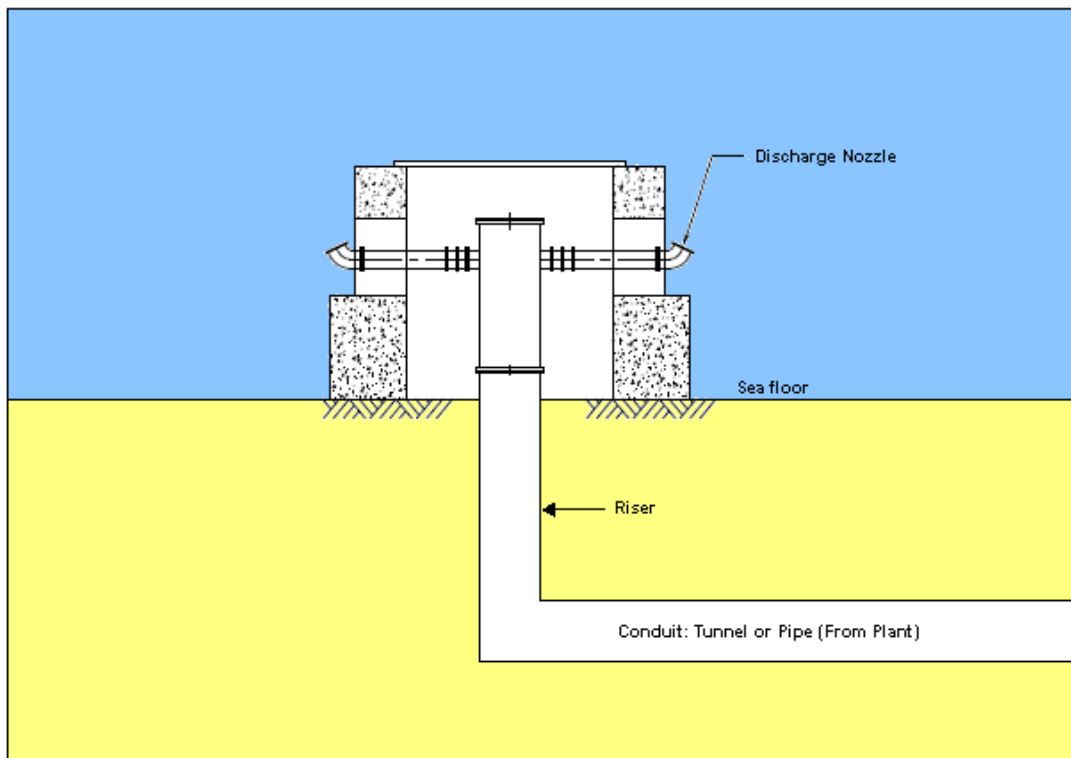 Discharge Nozzle
Sea floor
Riser
Conduit: Tunnel or Pipe (From Plant)